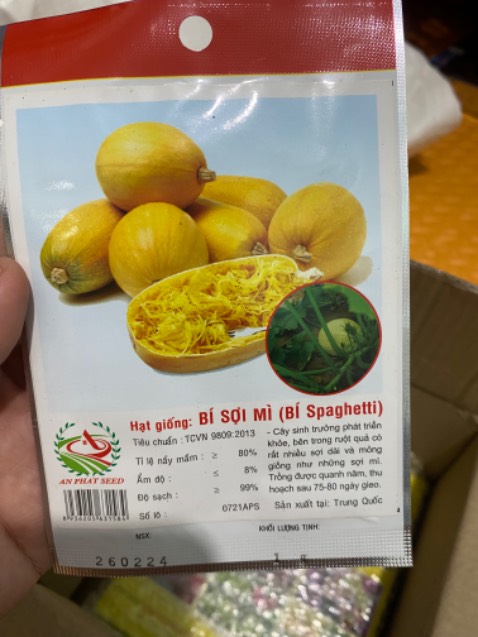 Hạt giống: BÍ SỢI MÌ (BÍ Spaghetti)
Tiêu chuẩn : TCVN 9809:2013
Tỉ lệ nảy mầm : ≥ 80%
Ẩm độ : ≤ 8%
Độ sạch : ≥ 99%
Số lô : 0721APS
- Cây sinh trưởng phát triển
khỏe, bên trong ruột quả có
rất nhiều sợi dài và mỏng
giống như những sợi mì.
Trồng được quanh năm, thu
hoạch sau 75-80 ngày gieo.
Sản xuất tại: Trung Quốc
AN PHAT SEED
NSX:
260224
KHỐI LƯỢNG TỊNH:
1 g